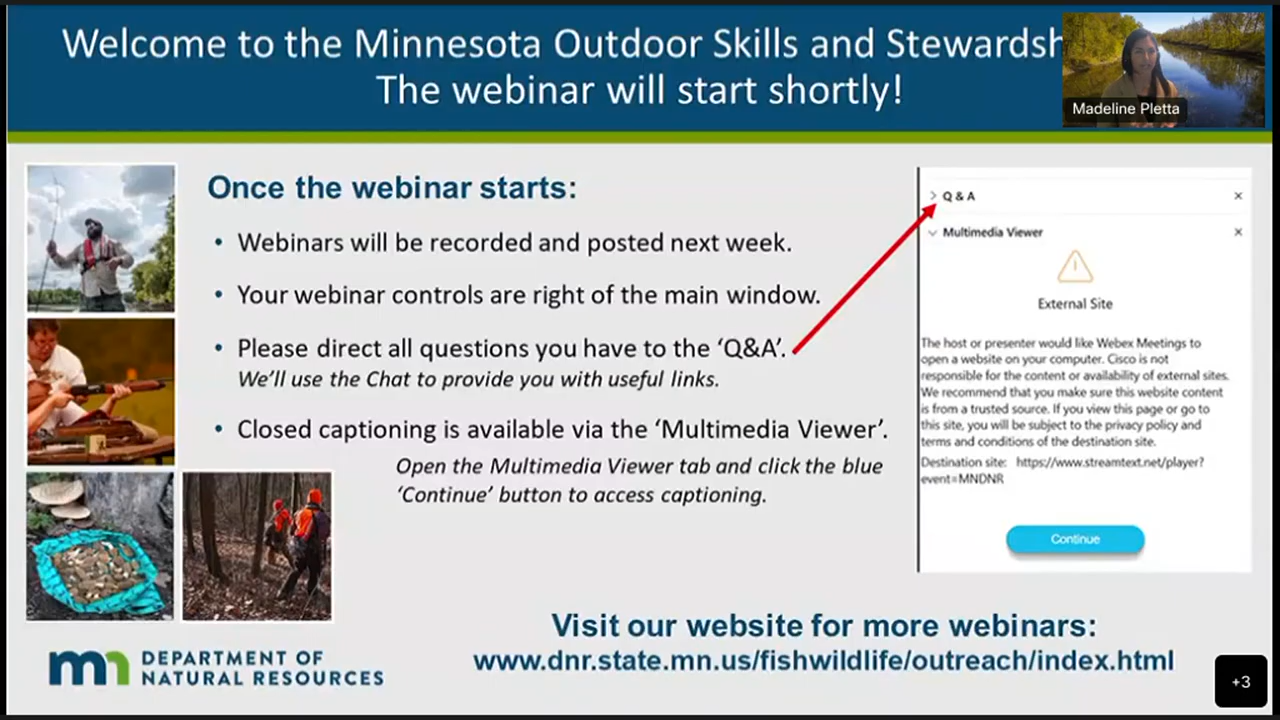 Welcome to the Minnesota Outdoor Skills and Stewardsh
The webinar will start shortly!
Madeline Pletta
Once the webinar starts:
• Webinars will be recorded and posted next week.
• Your webinar controls are right of the main window.
• Please direct all questions you have to the ‘Q&A’.
We’ll use the Chat to provide you with useful links.
• Closed captioning is available via the ‘Multimedia Viewer’.
Open the Multimedia Viewer tab and click the blue
‘Continue’ button to access captioning.
Q & A
Multimedia Viewer
External Site
The host or presenter would like Webex Meetings to
open a website on your computer. Cisco is not
responsible for the content or availability of external sites.
We recommend that you make sure this website content
is from a trusted source. If you view this page or go to
this site, you will be subject to the privacy policy and
terms and conditions of the destination site.
Destination site: https://www.streamtext.net/player?
event=MNDNR
Continue
Visit our website for more webinars:
www.dnr.state.mn.us/fishwildlife/outreach/index.html
mn DEPARTMENT OF
NATURAL RESOURCES
+3